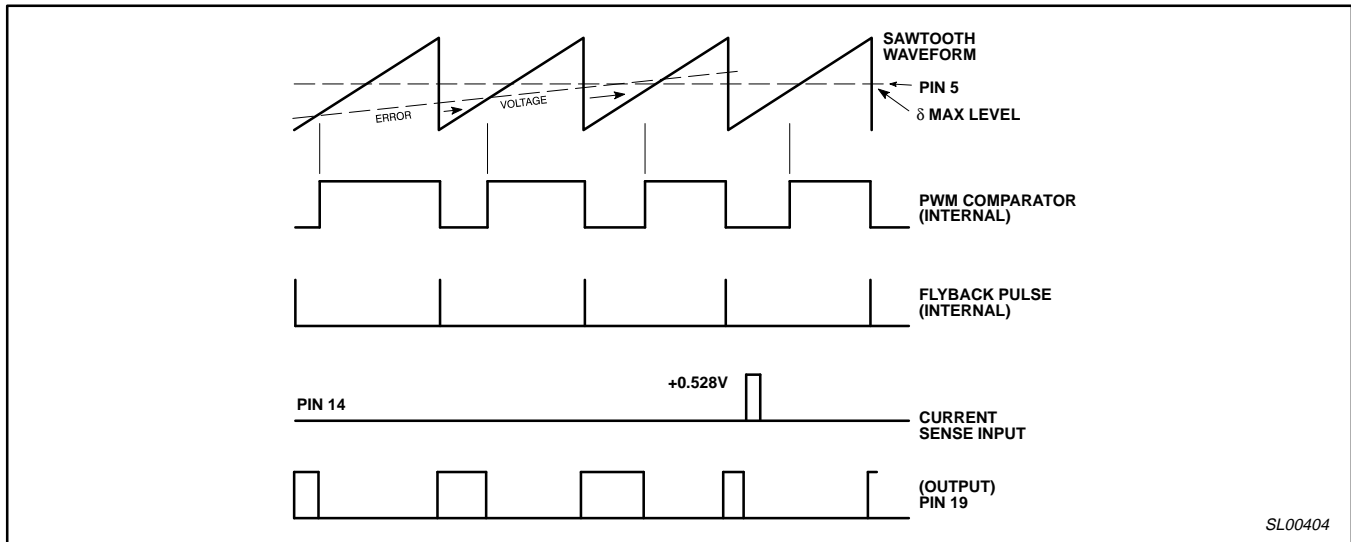 SAWTOOTH
WAVEFORM
PIN 5
δ MAX LEVEL
ERROR
VOLTAGE
PWM COMPARATOR
(INTERNAL)
FLYBACK PULSE
(INTERNAL)
+0.528V
PIN 14
CURRENT
SENSE INPUT
(OUTPUT)
PIN 19
SL00404